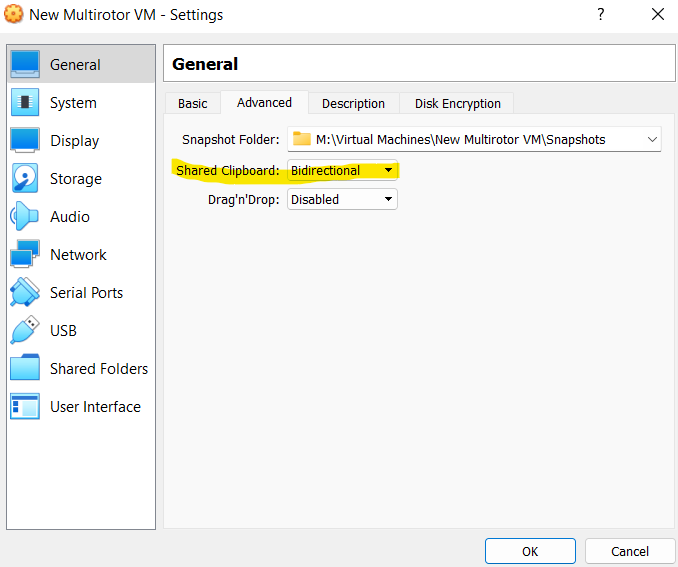 New Multirotor VM - Settings
?
General
System
Display
Storage
Audio
Network
Serial Ports
USB
Shared Folders
User Interface
General
Basic Advanced Description Disk Encryption
Snapshot Folder: M:\Virtual Machines\New Multirotor VM\Snapshots
Shared Clipboard: Bidirectional
Drag'n'Drop: Disabled
OK Cancel